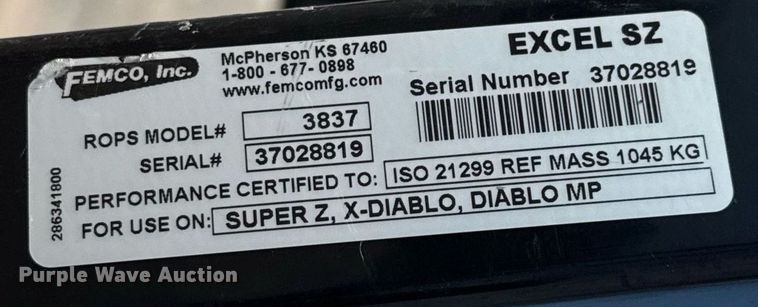 FEMCO, Inc.
McPherson KS 67460
1-800-677-0898
www.femcomfg.com
EXCEL SZ
Serial Number 37028819
ROPS MODEL# 3837
SERIAL# 37028819
PERFORMANCE CERTIFIED TO: ISO 21299 REF MASS 1045 KG
FOR USE ON: SUPER Z, X-DIABLO, DIABLO MP
286341800
Purple Wave Auction